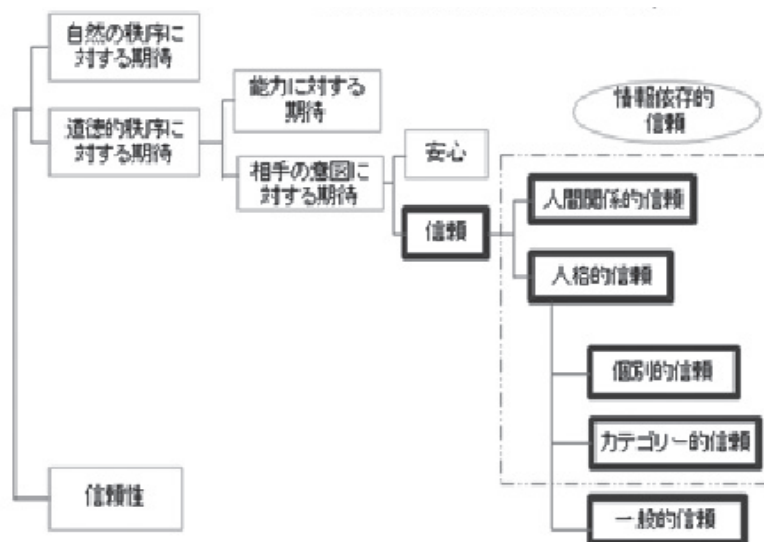 自然の秩序に
対する期待
道徳的秩序に
対する期待
能力に対する
期待
相手の意図に
対する期待
安心
信頼
情報依存的
信頼
人間関係的信頼
人格的信頼
個別的信頼
カテゴリー的信頼
一般的信頼
信頼性